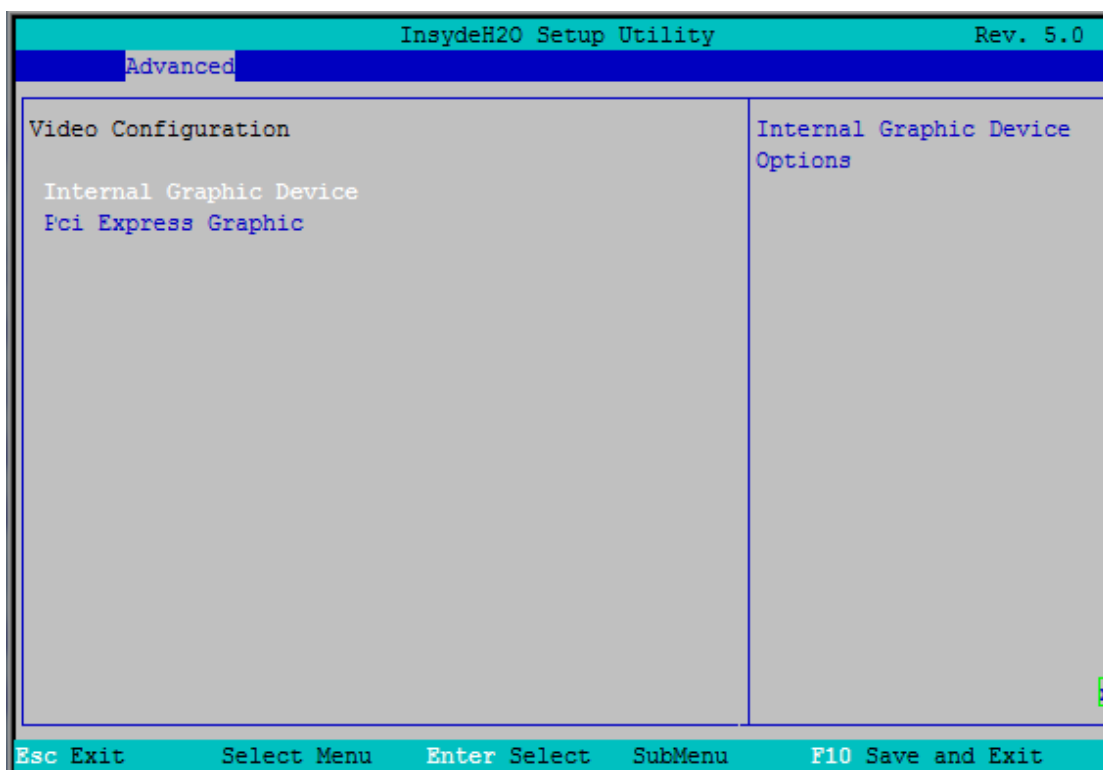 InsydeH2O Setup Utility Rev. 5.0
Advanced
Video Configuration
Internal Graphic Device
Pci Express Graphic
Internal Graphic Device
Options
Esc Exit Select Menu Enter Select SubMenu F10 Save and Exit